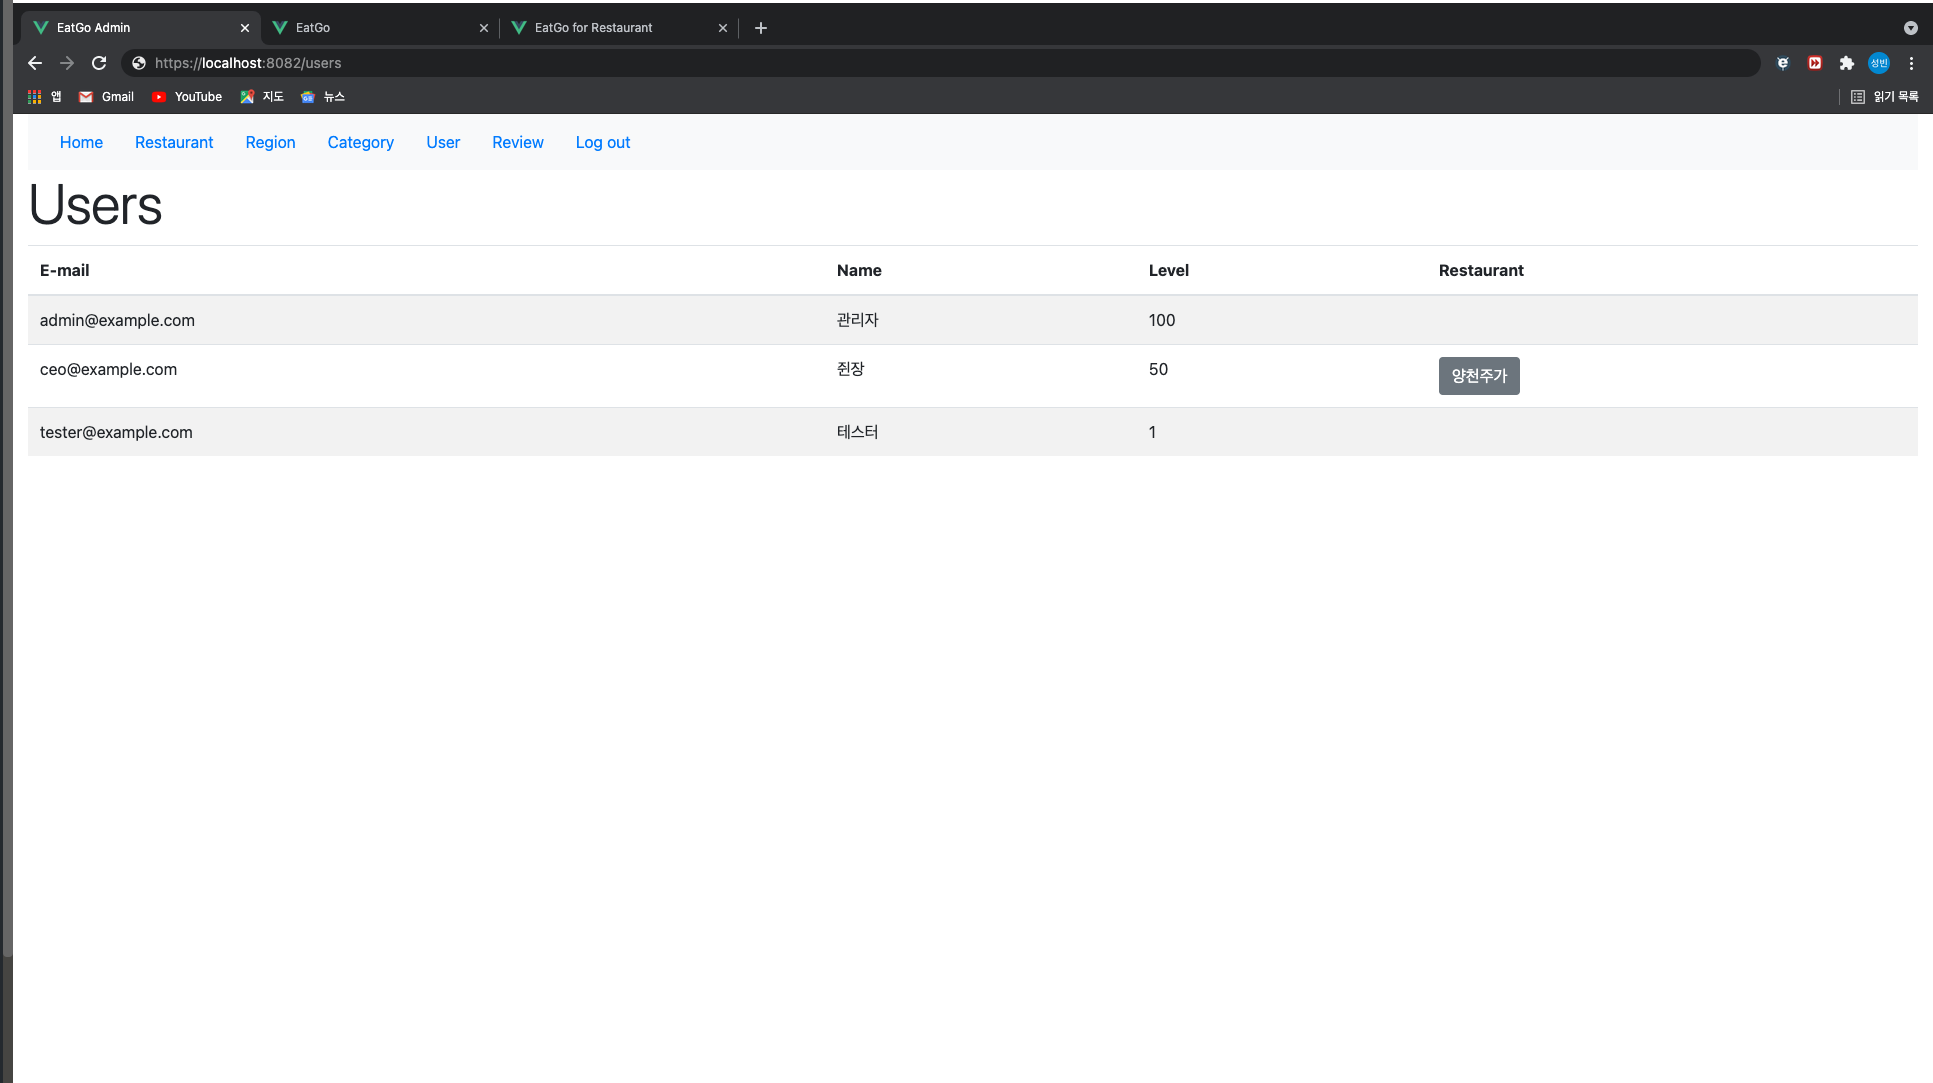 EatGo Admin EatGo EatGo for Restaurant
https://localhost:8082/users
앱 Gmail YouTube 지도 뉴스 읽기 목록
성빈
Home Restaurant Region Category User Review Log out
Users
E-mail Name Level Restaurant
admin@example.com 관리자 100
ceo@example.com 쥔장 50 양천주가
tester@example.com 테스터 1